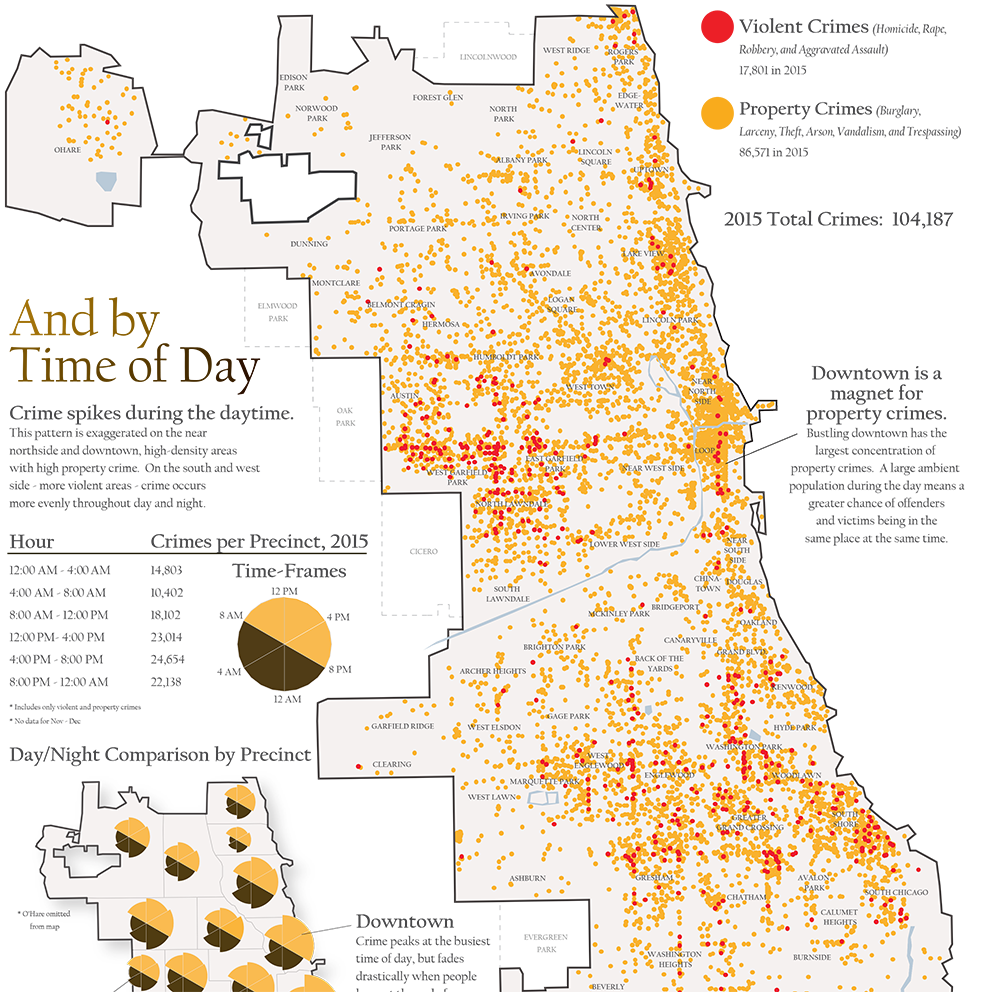 Violent Crimes (Homicide, Rape,
Robbery, and Aggravated Assault)
17,801 in 2015
Property Crimes (Burglary,
Larceny, Theft, Arson, Vandalism, and Trespassing)
86,571 in 2015
2015 Total Crimes: 104,187
LINCOLNWOOD
WEST RIDGE
ROGERS
PARK
EDISON
PARK
NORWOOD
PARK
FOREST GLEN
NORTH
PARK
EDGE-
WATER
JEFFERSON
PARK
OHARE
ALBANY PARK
LINCOLN
SQUARE
UPTOWN
IRVING PARK
NORTH
CENTER
PORTAGE PARK
DUNNING
LAKE VIEW
MONTCLARE
AVONDALE
ELMWOOD
PARK
BELMONT CRAGIN
LOGAN
SQUARE
HERMOSA
LINCOLN PARK
HUMBOLDT PARK
WEST TOWN
NEAR
NORTH
SIDE
AUSTIN
OAK
PARK
LOOP
EAST GARFIELD
PARK
WEST GARFIELD
PARK
NEAR WEST SIDE
NORTH LAWNDALE
CICERO
LOWER WEST SIDE
NEAR
SOUTH
SIDE
SOUTH
LAWNDALE
CHINA-
TOWN
DOUGLAS
MCKINLEY PARK
BRIDGEPORT
OAKLAND
CANARYVILLE
BRIGHTON PARK
GRAND BLVD.
BACK OF THE
YARDS
ARCHER HEIGHTS
KENWOOD
GAGE PARK
GARFIELD RIDGE
WEST ELSDON
HYDE PARK
WASHINGTON PARK
CLEARING
WEST
ENGLEWOOD
ENGLEWOOD
WOODLAWN
MARQUETTE PARK
WEST LAWN
GREATER
GRAND CROSSING
SOUTH
SHORE
ASHBURN
GRESHAM
AVALON
PARK
CHATHAM
SOUTH CHICAGO
CALUMET
HEIGHTS
EVERGREEN
PARK
WASHINGTON
HEIGHTS
BURNSIDE
BEVERLY
And by
Time of Day
Crime spikes during the daytime.
This pattern is exaggerated on the near
northside and downtown, high-density areas
with high property crime. On the south and west
side - more violent areas - crime occurs
more evenly throughout day and night.
Downtown is a
magnet for
property crimes.
Bustling downtown has the
largest concentration of
property crimes. A large ambient
population during the day means a
greater chance of offenders
and victims being in the
same place at the same time.
Hour Crimes per Precinct, 2015
12:00 AM - 4:00 AM 14,803
4:00 AM - 8:00 AM 10,402
8:00 AM - 12:00 PM 18,102
12:00 PM - 4:00 PM 23,014
4:00 PM - 8:00 PM 24,654
8:00 PM - 12:00 AM 22,138
Time-Frames
12 PM
8 AM
4 PM
4 AM
8 PM
12 AM
* Includes only violent and property crimes
* No data for Nov - Dec
Day/Night Comparison by Precinct
* O'Hare omitted
from map
Downtown
Crime peaks at the busiest
time of day, but fades
drastically when people